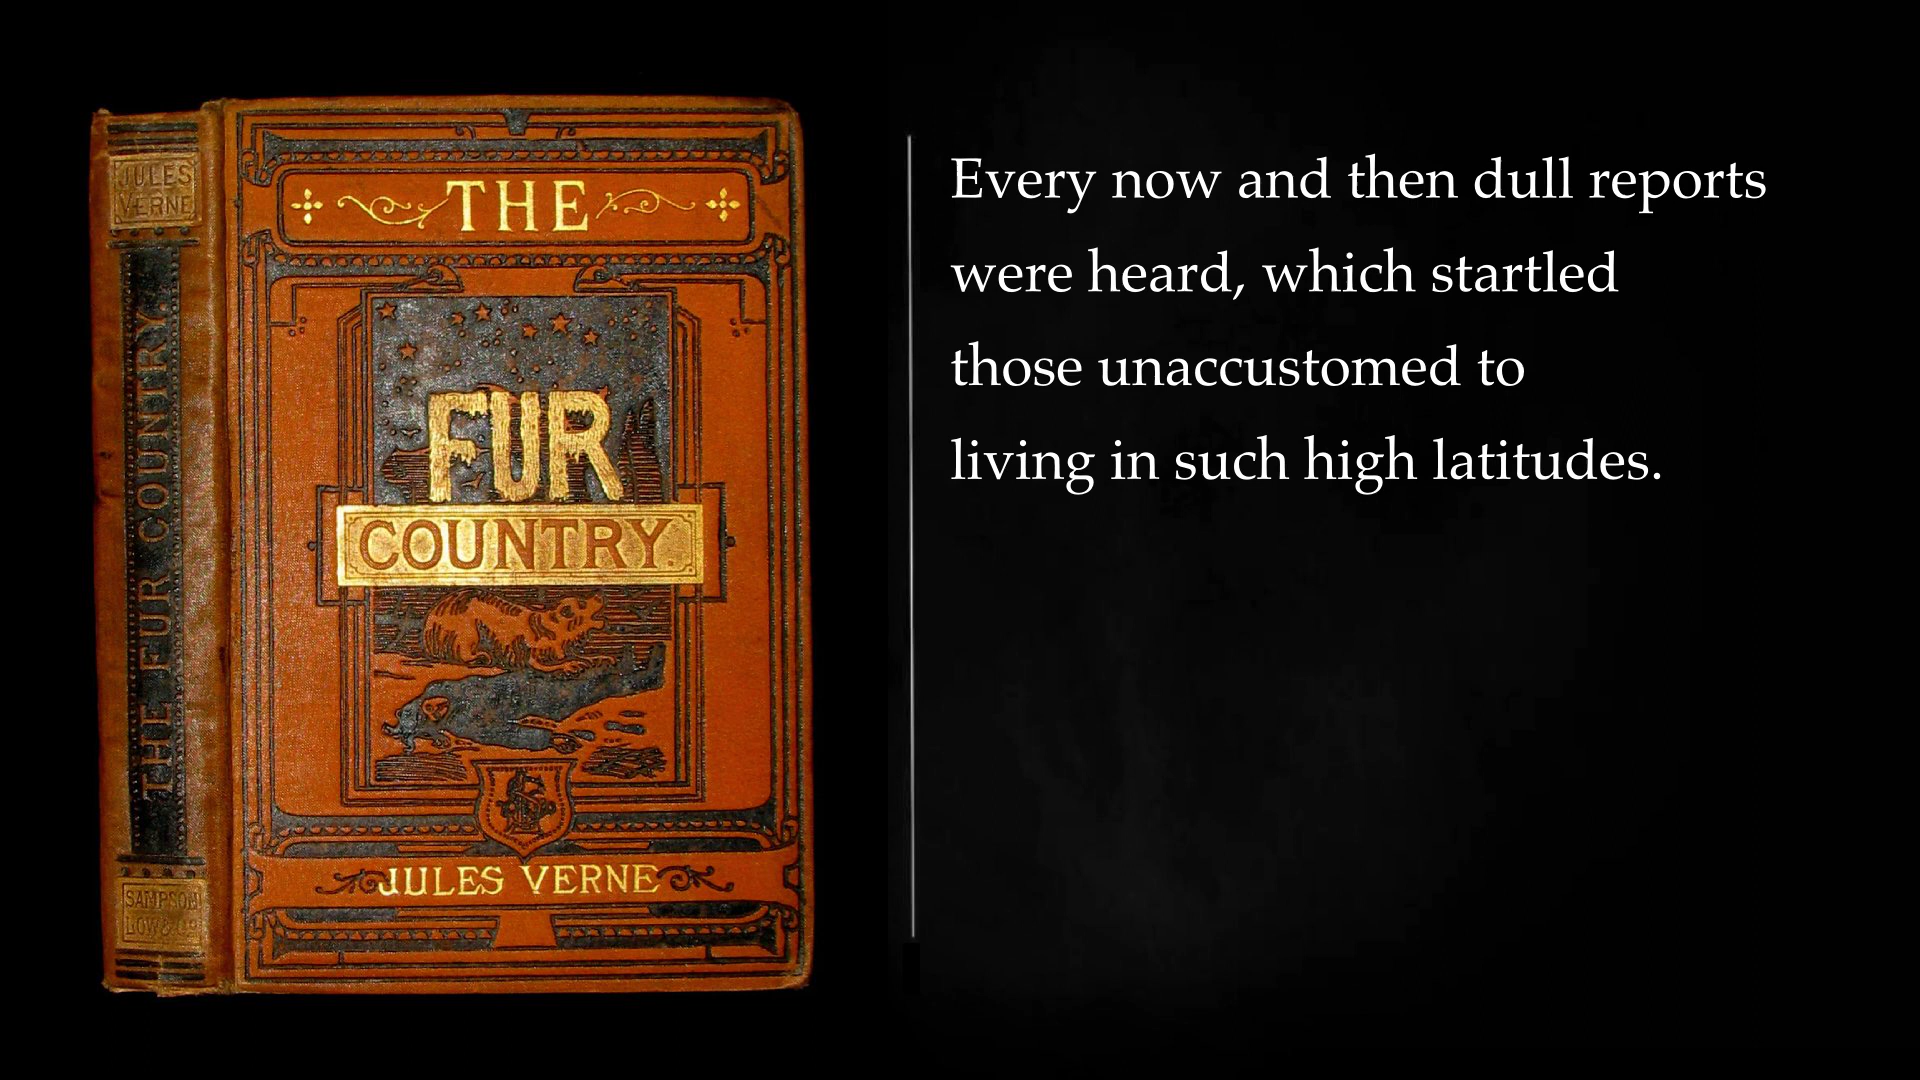 JULES
VERNE
THE FUR COUNTRY.
SAMPSON
LOW & Co
THE
FUR
COUNTRY.
JULES VERNE
Every now and then dull reports
were heard, which startled
those unaccustomed to
living in such high latitudes.